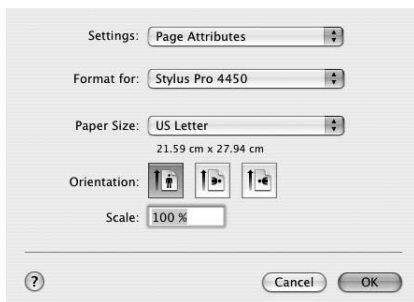 Settings: Page Attributes
Format for: Stylus Pro 4450
Paper Size: US Letter
21.59 cm x 27.94 cm
Orientation:
Scale: 100 %
? Cancel OK